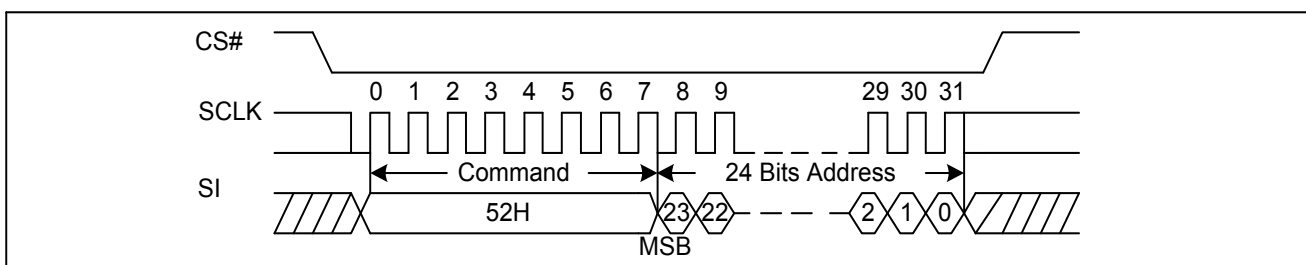 CS#
0 1 2 3 4 5 6 7 8 9 29 30 31
SCLK
Command 24 Bits Address
SI
52H 23 22 2 1 0
MSB